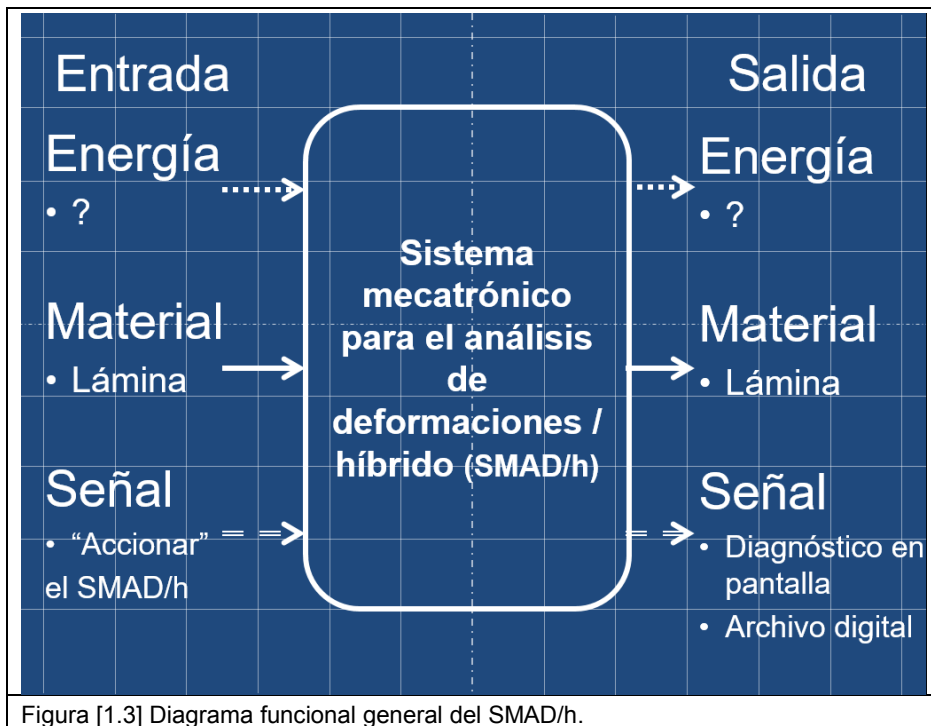 Entrada
Energía
• ?
Material
• Lámina
Señal
• “Accionar”
el SMAD/h
Sistema
mecatrónico
para el análisis
de
deformaciones /
híbrido (SMAD/h)
Salida
Energía
• ?
Material
• Lámina
Señal
• Diagnóstico en
pantalla
• Archivo digital
Figura [1.3] Diagrama funcional general del SMAD/h.